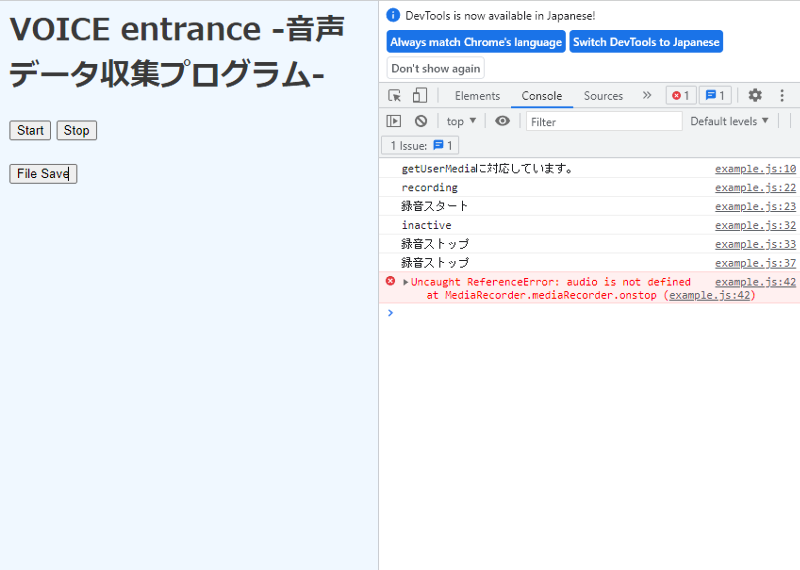 VOICE entrance -音声
データ収集プログラム-
Start Stop
File Save
DevTools is now available in Japanese!
Always match Chrome's language Switch DevTools to Japanese
Don't show again
Elements Console Sources » 1 1
top ▼ Filter Default levels ▼
1 Issue: 1
getUserMediaに対応しています。 example.js:10
recording example.js:22
録音スタート example.js:23
inactive example.js:32
録音ストップ example.js:33
録音ストップ example.js:37
Uncaught ReferenceError: audio is not defined example.js:42
at MediaRecorder.mediaRecorder.onstop (example.js:42)